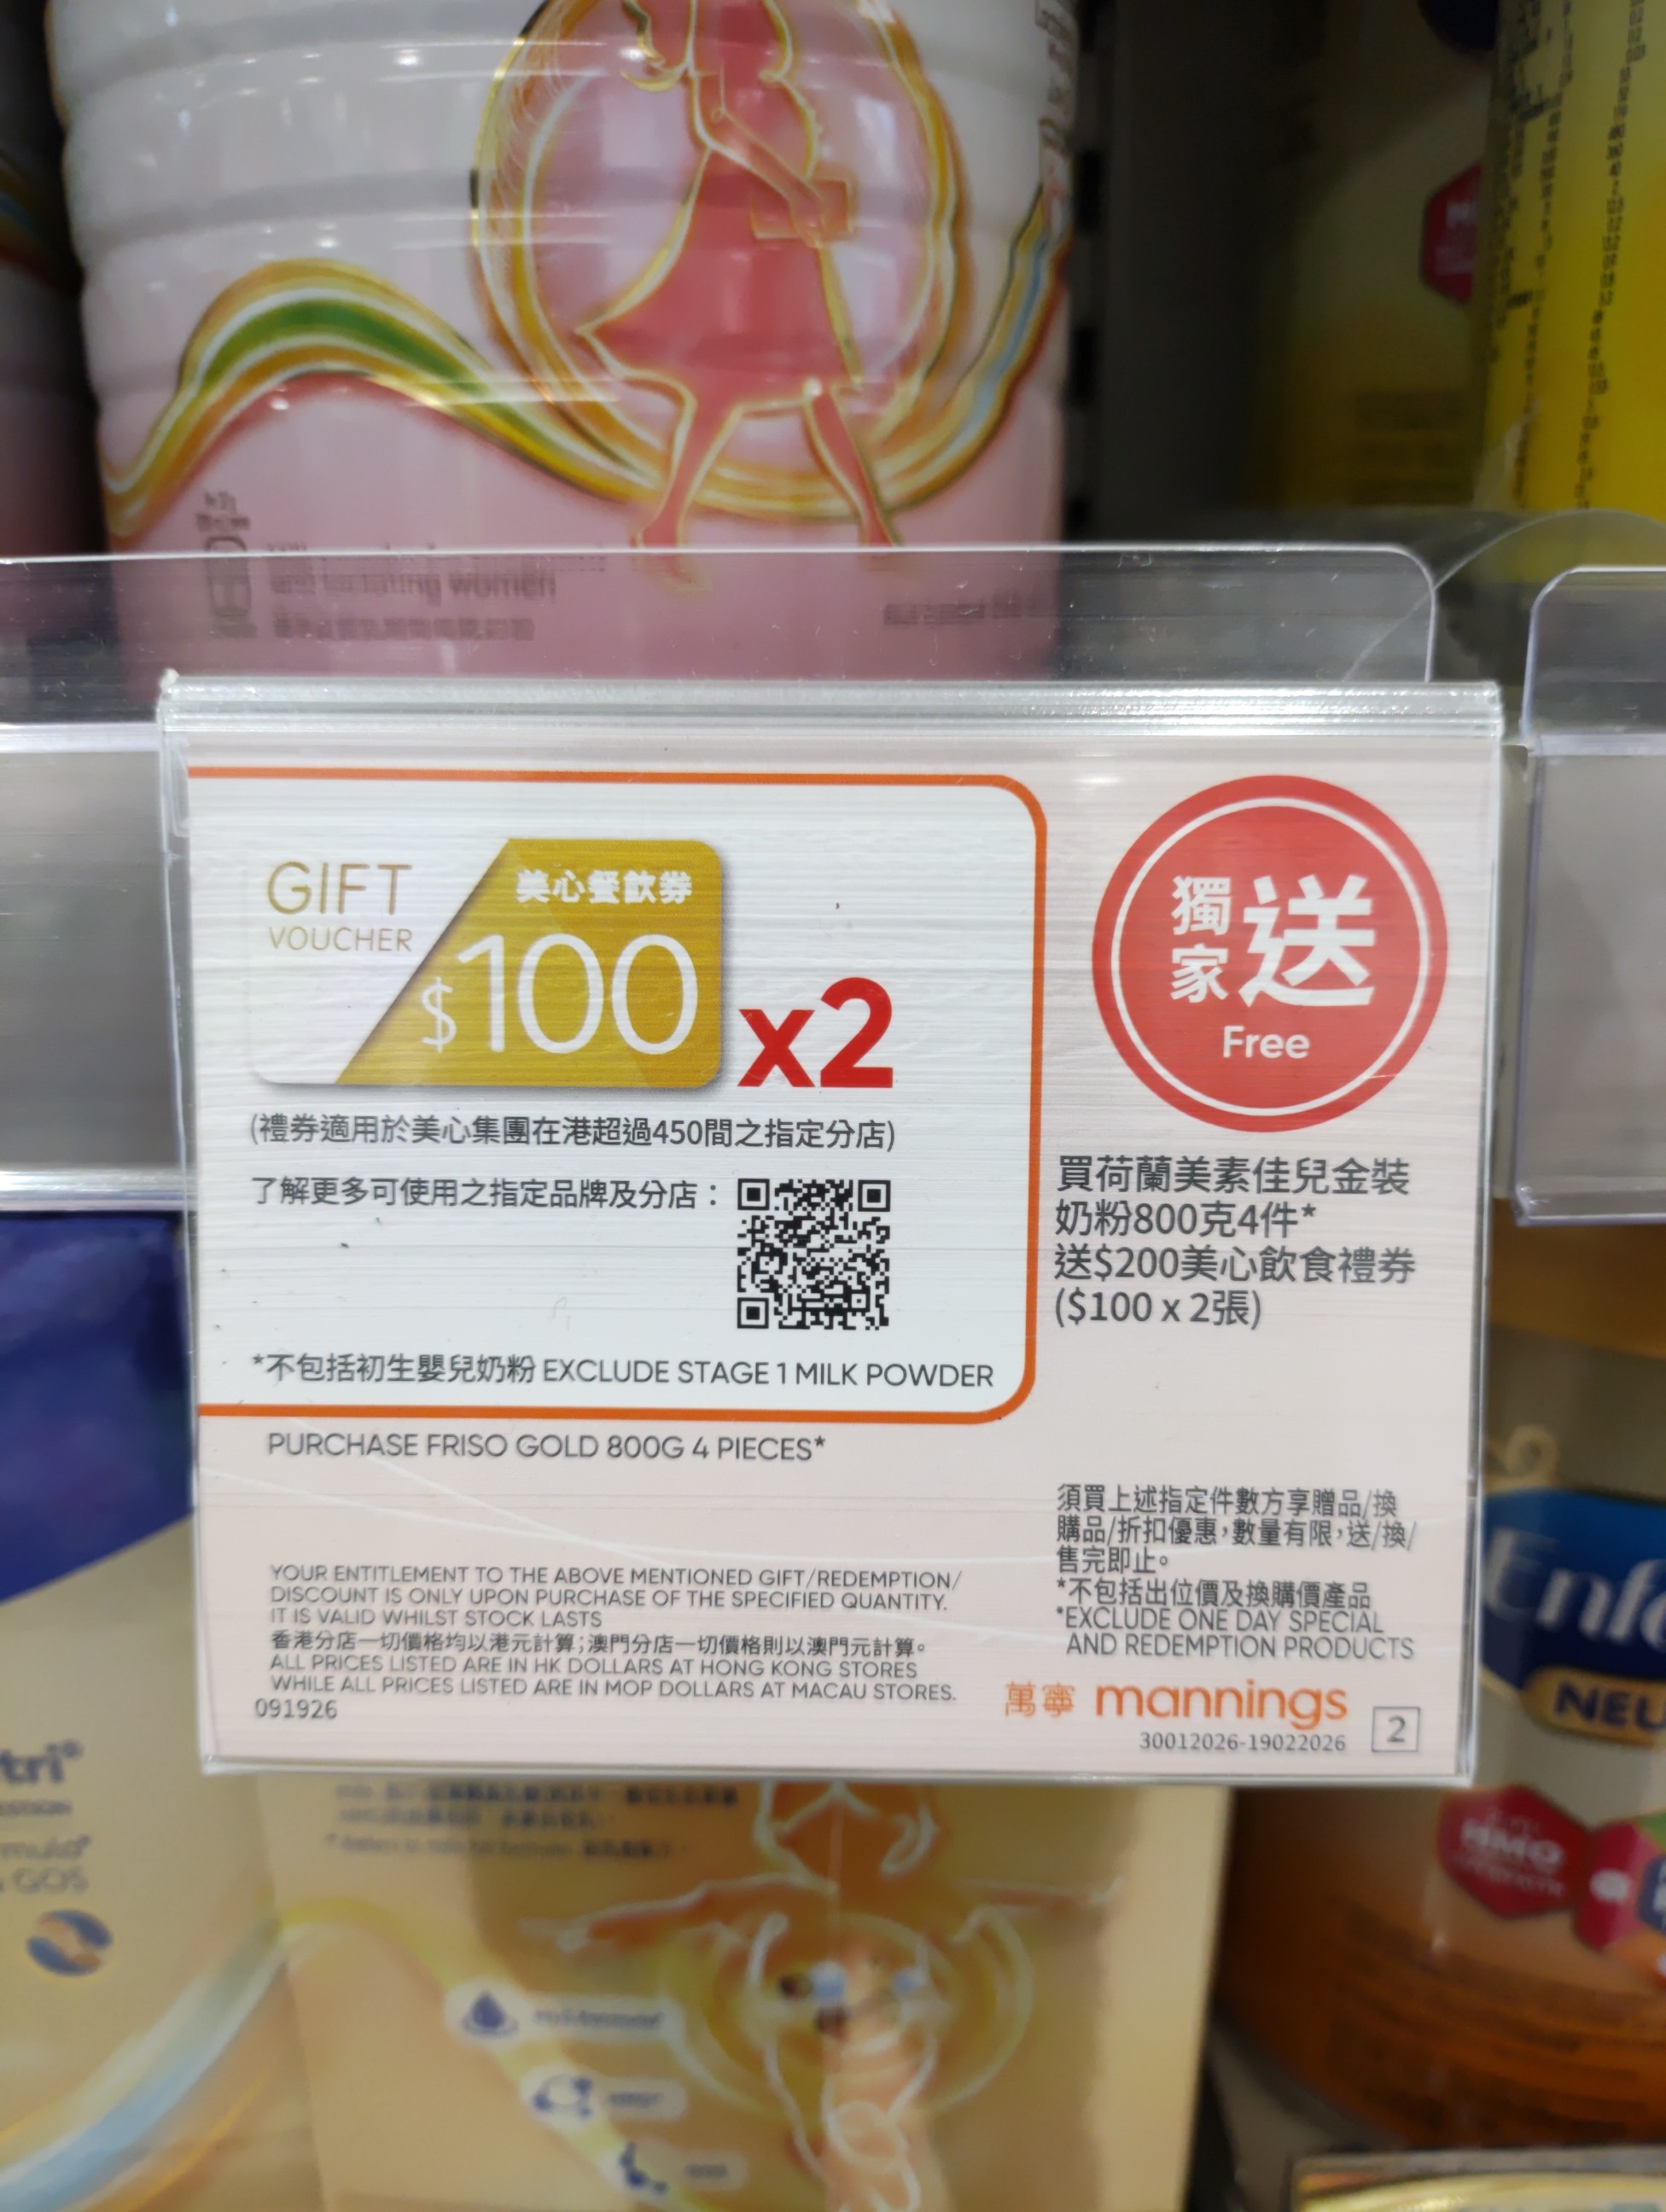 and lactating women
GIFT
VOUCHER
美心餐飲券
$100
x2
(禮券適用於美心集團在港超過450間之指定分店)
了解更多可使用之指定品牌及分店：
*不包括初生嬰兒奶粉 EXCLUDE STAGE 1 MILK POWDER
獨家送
Free
買荷蘭美素佳兒金裝
奶粉800克4件*
送$200美心飲食禮券
($100 x 2張)
PURCHASE FRISO GOLD 800G 4 PIECES*
YOUR ENTITLEMENT TO THE ABOVE MENTIONED GIFT/REDEMPTION/
DISCOUNT IS ONLY UPON PURCHASE OF THE SPECIFIED QUANTITY.
IT IS VALID WHILST STOCK LASTS
香港分店一切價格均以港元計算；澳門分店一切價格則以澳門元計算。
ALL PRICES LISTED ARE IN HK DOLLARS AT HONG KONG STORES
WHILE ALL PRICES LISTED ARE IN MOP DOLLARS AT MACAU STORES.
091926
須買上述指定件數方享贈品/換
購品/折扣優惠，數量有限，送/換/
售完即止。
*不包括出位價及換購價產品
*EXCLUDE ONE DAY SPECIAL
AND REDEMPTION PRODUCTS
萬寧 mannings
30012026-19022026
2
Enf
NEU
HMO
tri
GOS